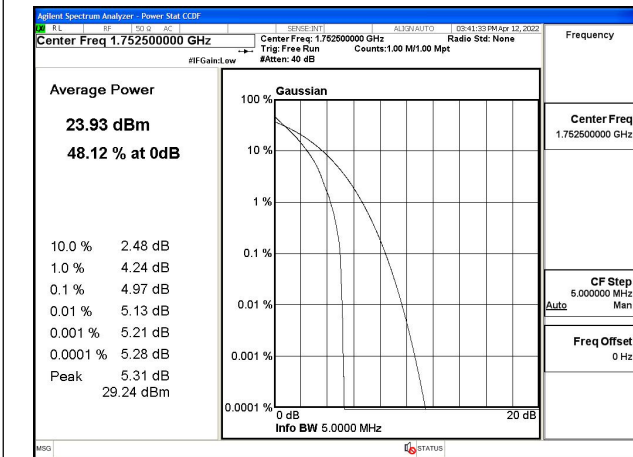 Agilent Spectrum Analyzer - Power Stat CCDF
RL RF 50 Ω AC SENSE:INT ALIGNAUTO 03:41:33 PM Apr 12, 2022
Center Freq 1.752500000 GHz
Center Freq: 1.752500000 GHz Radio Std: None
Trig: Free Run Counts:1.00 M/1.00 Mpt
#IFGain:Low #Atten: 40 dB
Frequency
Average Power
23.93 dBm
48.12 % at 0dB
10.0 % 2.48 dB
1.0 % 4.24 dB
0.1 % 4.97 dB
0.01 % 5.13 dB
0.001 % 5.21 dB
0.0001 % 5.28 dB
Peak 5.31 dB
29.24 dBm
Gaussian
100 %
10 %
1 %
0.1 %
0.01 %
0.001 %
0.0001 %
0 dB 20 dB
Info BW 5.0000 MHz
Center Freq
1.752500000 GHz
CF Step
5.000000 MHz
Auto Man
Freq Offset
0 Hz
MSG STATUS